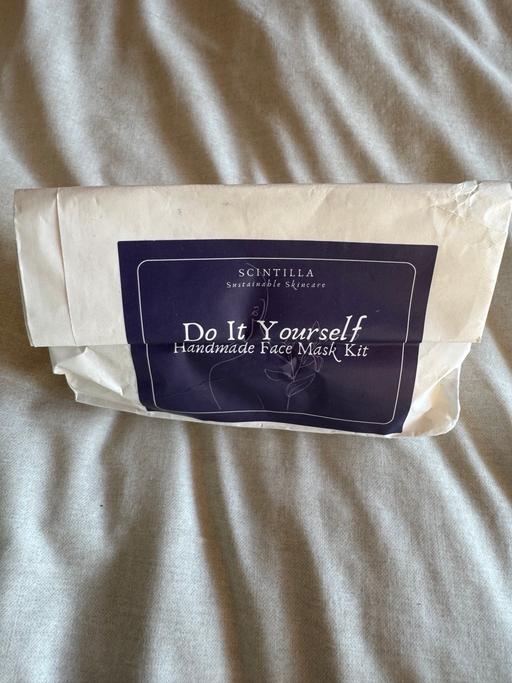 SCINTILLA
Sustainable Skincare
Do It Yourself
Handmade Face Mask Kit